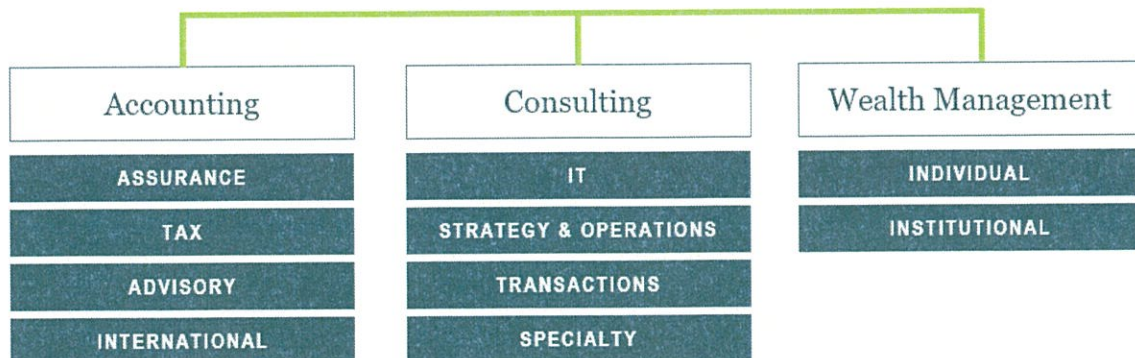 Accounting
ASSURANCE
TAX
ADVISORY
INTERNATIONAL
Consulting
IT
STRATEGY & OPERATIONS
TRANSACTIONS
SPECIALTY
Wealth Management
INDIVIDUAL
INSTITUTIONAL